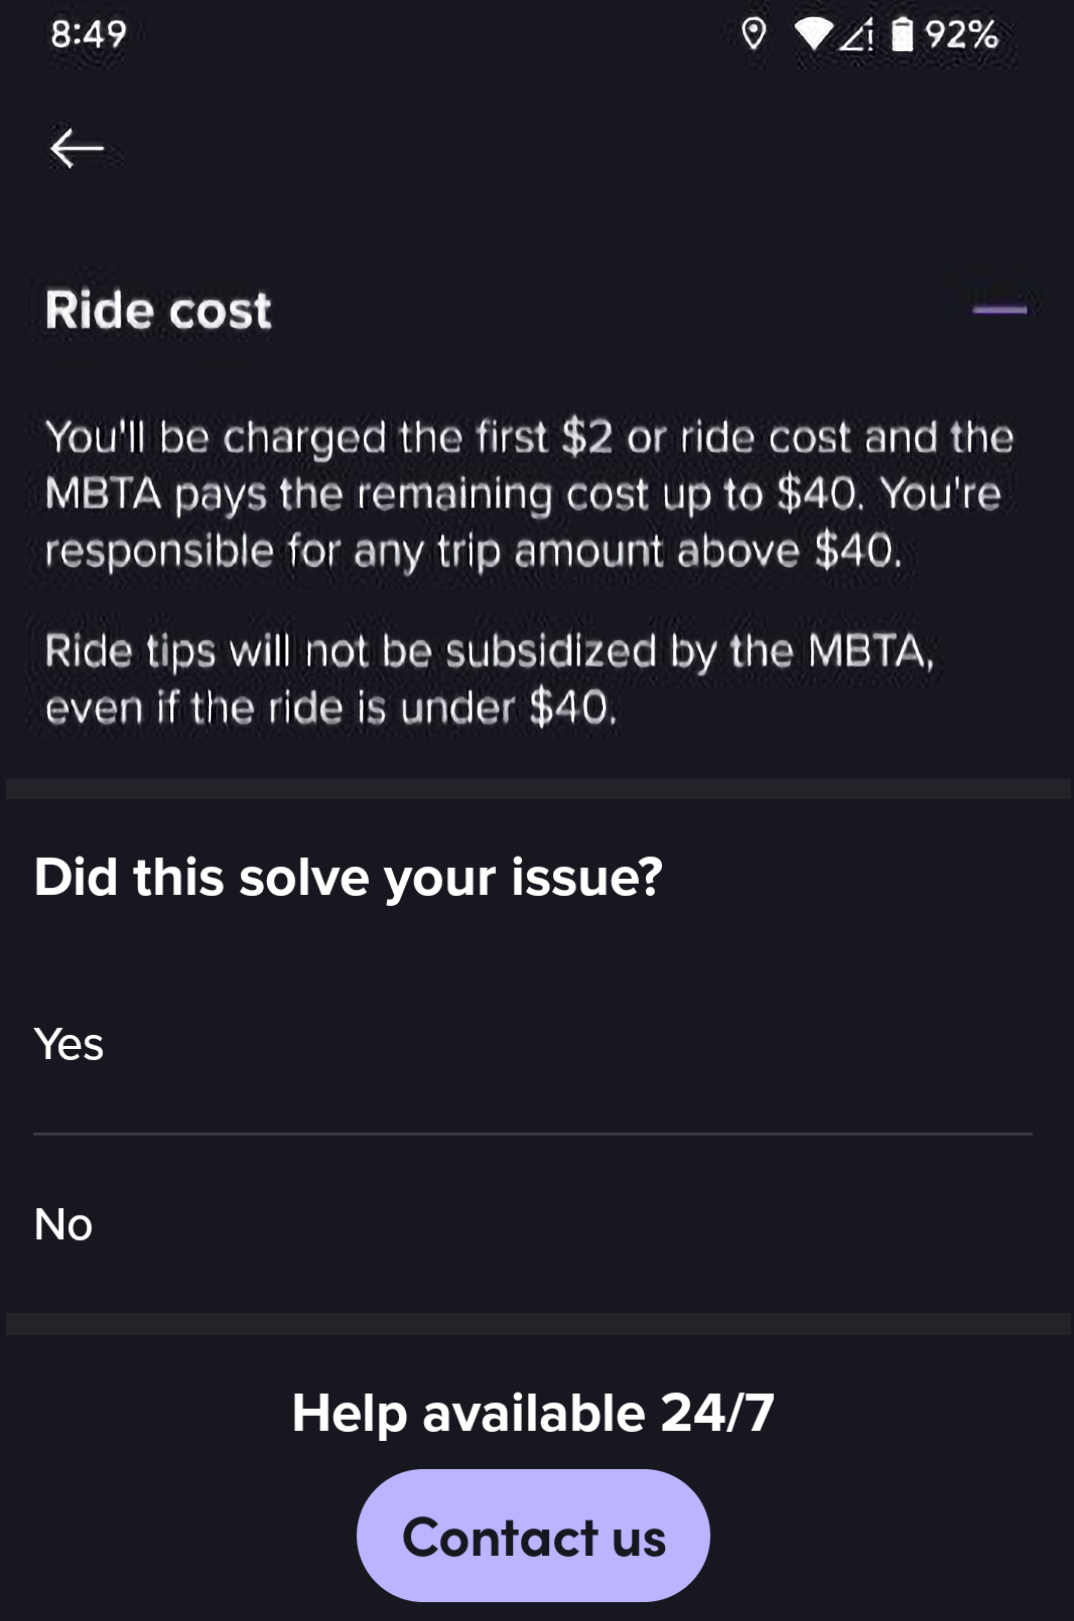 8:49
92%
Ride cost
You'll be charged the first $2 or ride cost and the
MBTA pays the remaining cost up to $40. You're
responsible for any trip amount above $40.
Ride tips will not be subsidized by the MBTA,
even if the ride is under $40.
Did this solve your issue?
Yes
No
Help available 24/7
Contact us